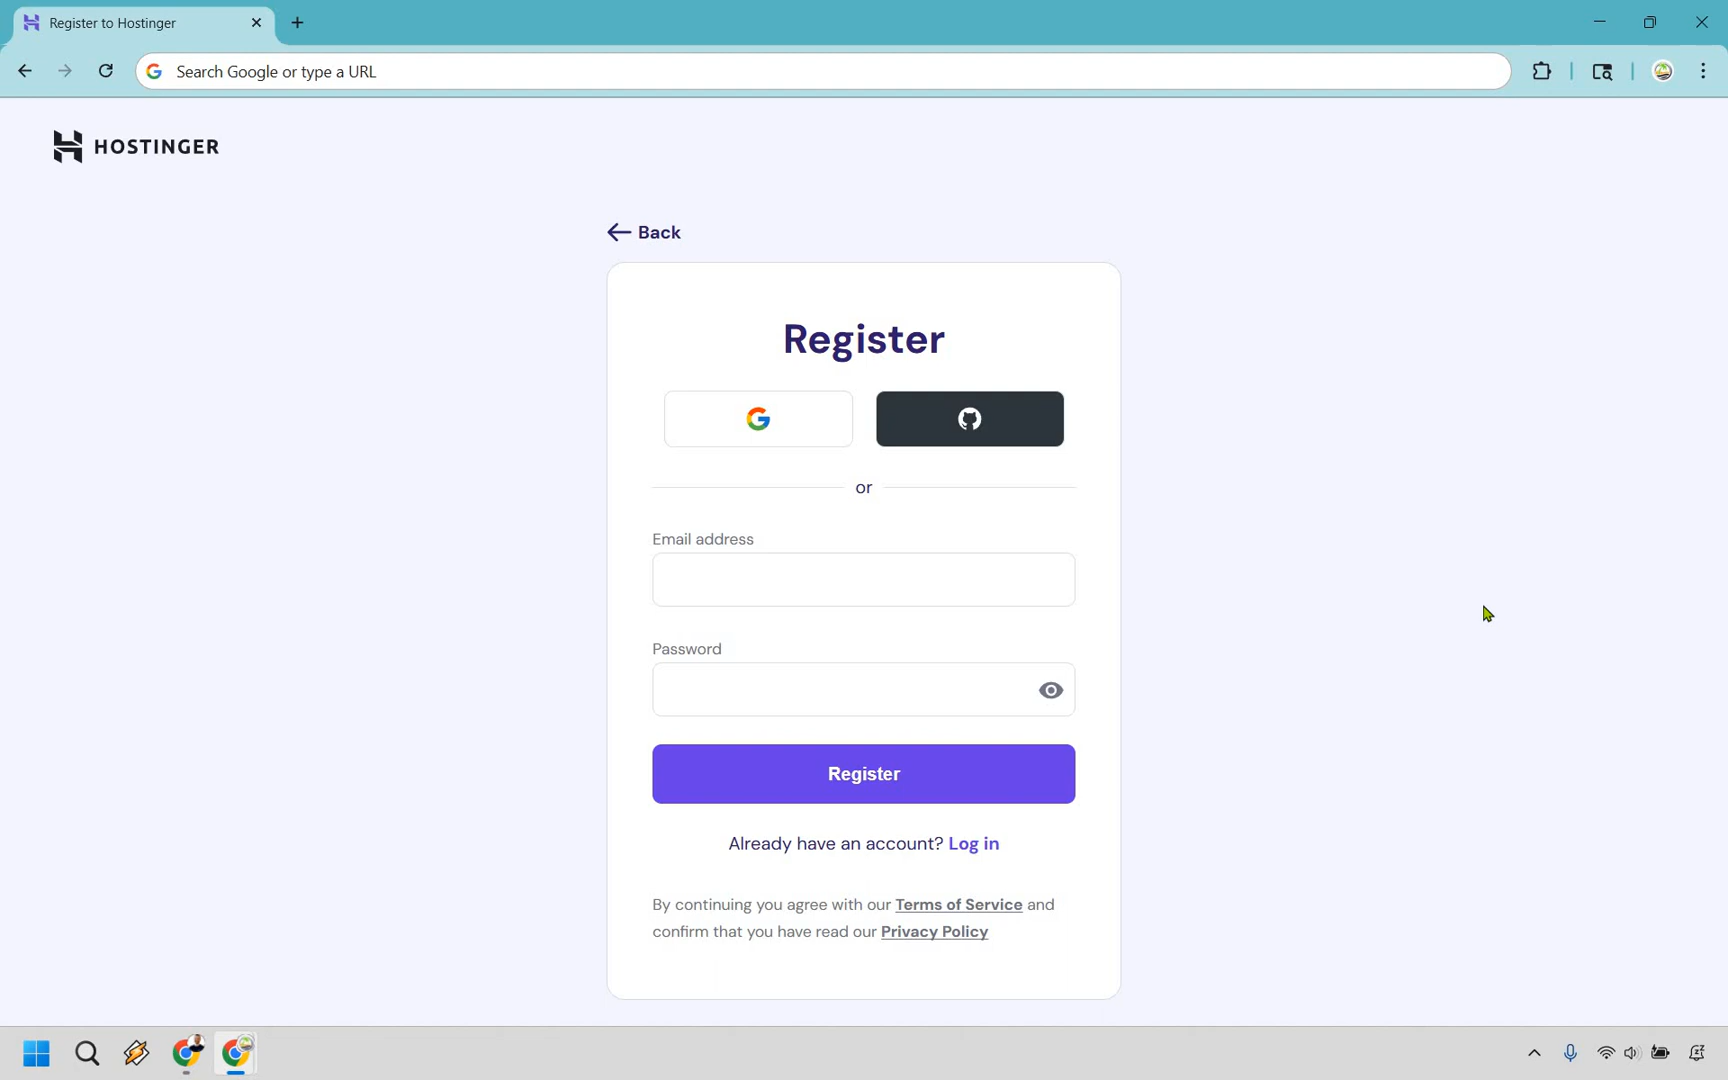 Register to Hostinger
Search Google or type a URL
HOSTINGER
Back
Register
or
Email address
Password
Register
Already have an account? Log in
By continuing you agree with our Terms of Service and
confirm that you have read our Privacy Policy